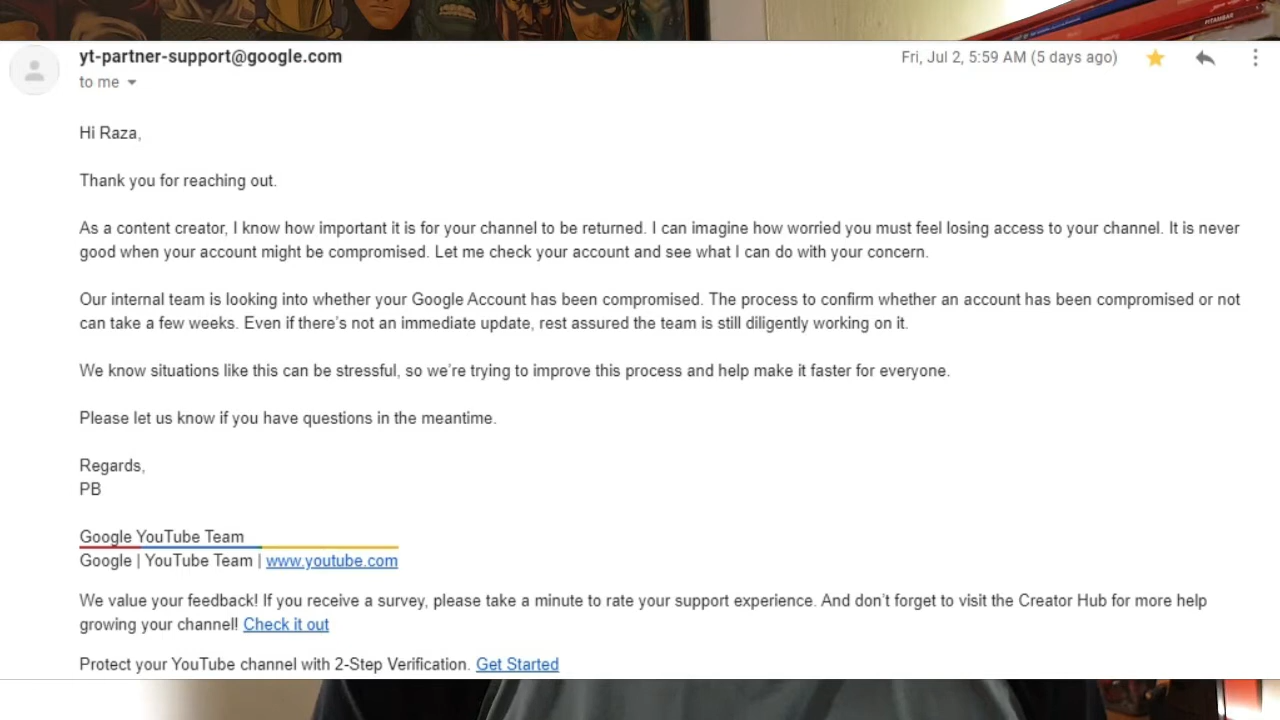 PITAMBAR
yt-partner-support@google.com
Fri, Jul 2, 5:59 AM (5 days ago)
to me
Hi Raza,
Thank you for reaching out.
As a content creator, I know how important it is for your channel to be returned. I can imagine how worried you must feel losing access to your channel. It is never
good when your account might be compromised. Let me check your account and see what I can do with your concern.
Our internal team is looking into whether your Google Account has been compromised. The process to confirm whether an account has been compromised or not
can take a few weeks. Even if there's not an immediate update, rest assured the team is still diligently working on it.
We know situations like this can be stressful, so we're trying to improve this process and help make it faster for everyone.
Please let us know if you have questions in the meantime.
Regards,
PB
Google YouTube Team
Google | YouTube Team | www.youtube.com
We value your feedback! If you receive a survey, please take a minute to rate your support experience. And don't forget to visit the Creator Hub for more help
growing your channel! Check it out
Protect your YouTube channel with 2-Step Verification. Get Started